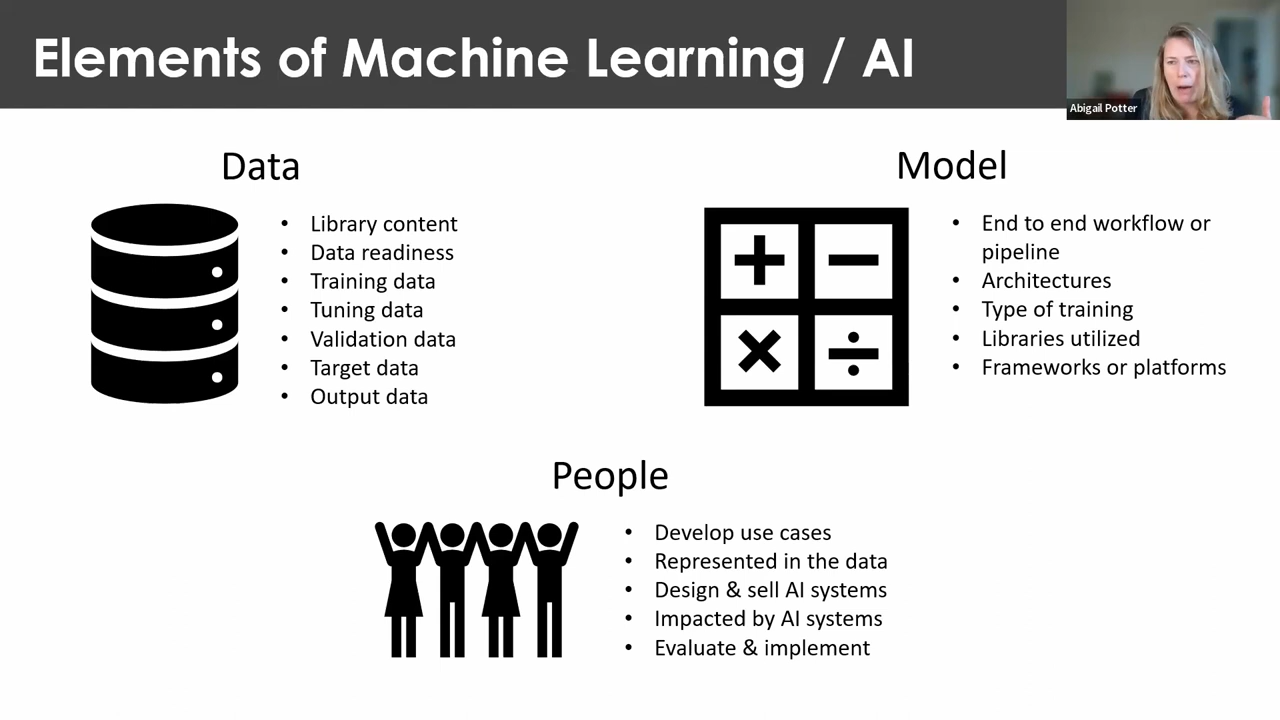 Elements of Machine Learning / AI
Abigail Potter
Data
• Library content
• Data readiness
• Training data
• Tuning data
• Validation data
• Target data
• Output data
Model
• End to end workflow or
pipeline
• Architectures
• Type of training
• Libraries utilized
• Frameworks or platforms
People
• Develop use cases
• Represented in the data
• Design & sell AI systems
• Impacted by AI systems
• Evaluate & implement